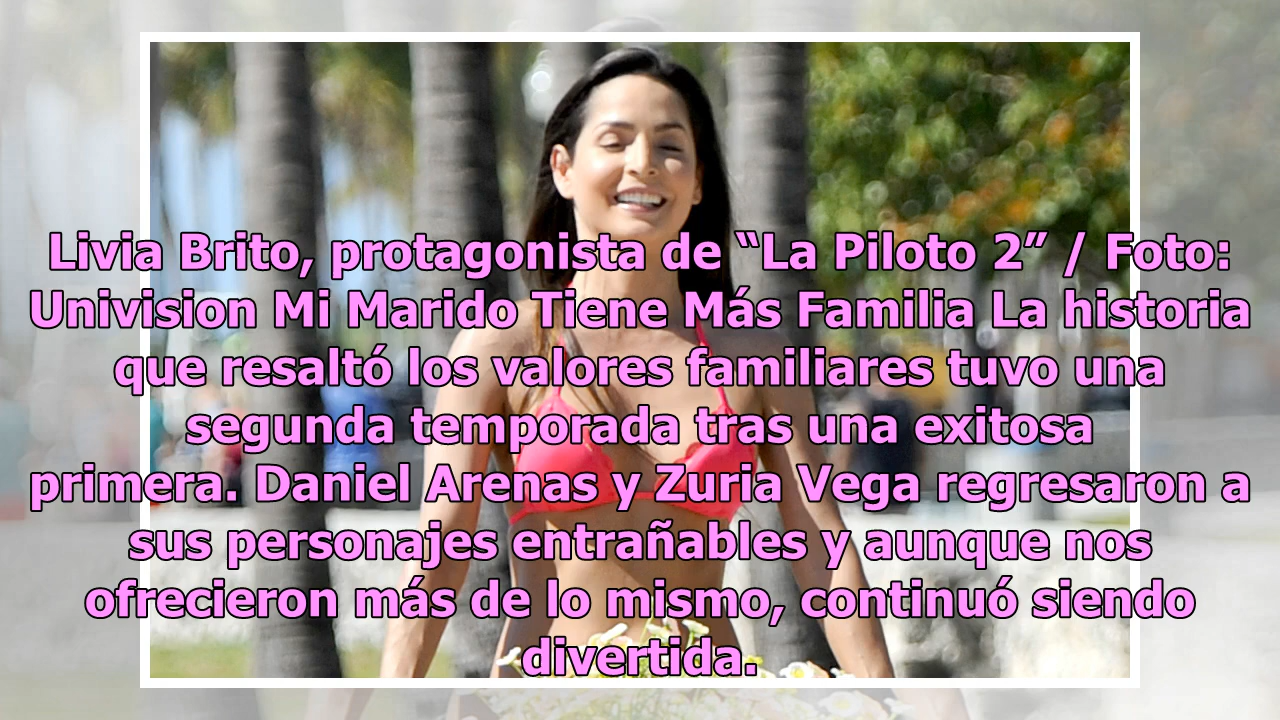 Livia Brito, protagonista de “La Piloto 2” / Foto:
Univision Mi Marido Tiene Más Familia La historia
que resaltó los valores familiares tuvo una
segunda temporada tras una exitosa
primera. Daniel Arenas y Zuria Vega regresaron a
sus personajes entrañables y aunque nos
ofrecieron más de lo mismo, continuó siendo
divertida.